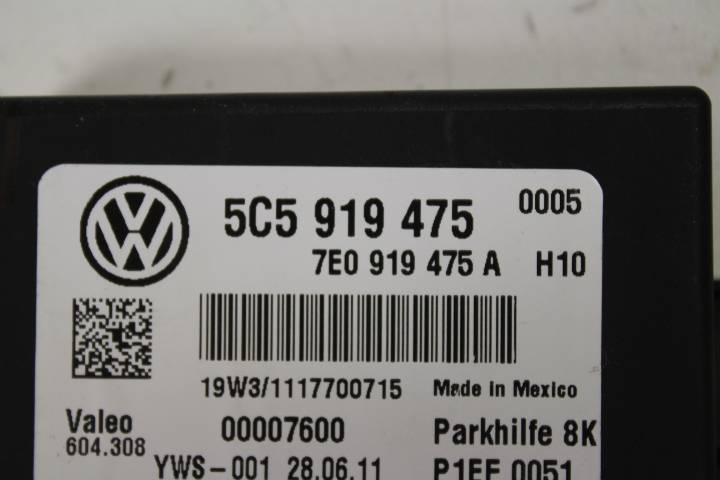 5C5 919 475 0005
7E0 919 475 A H10
19W3/1117700715 Made in Mexico
Valeo 00007600 Parkhilfe 8K
604.308
YWS-001 28.06.11 P1EF 0051